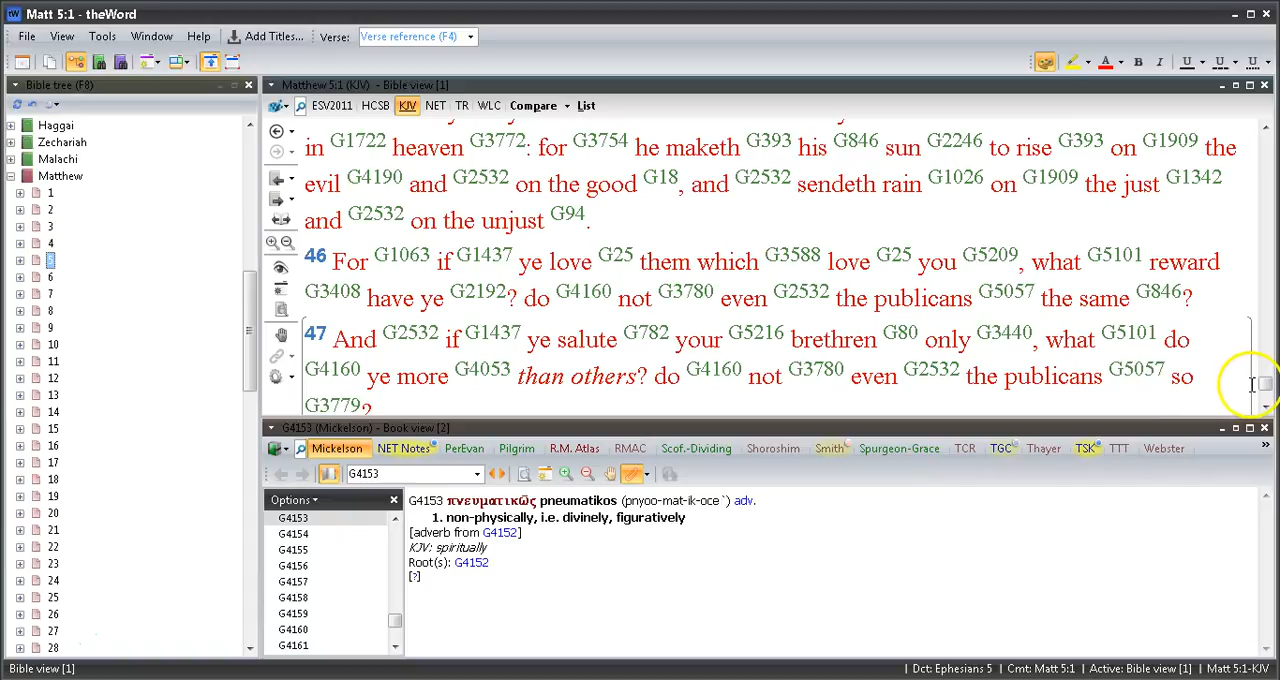 Matt 5:1 - theWord
File View Tools Window Help Add Titles... Verse: Verse reference (F4)
B I U U U
Bible tree (F8)
Haggai
Zechariah
Malachi
Matthew
1
2
3
4
5
6
7
8
9
10
11
12
13
14
15
16
17
18
19
20
21
22
23
24
25
26
27
28
Matthew 5:1 (KJV) - Bible view [1]
ESV2011 HCSB KJV NET TR WLC Compare List
in G1722 heaven G3772: for G3754 he maketh G393 his G846 sun G2246 to rise G393 on G1909 the
evil G4190 and G2532 on the good G18, and G2532 sendeth rain G1026 on G1909 the just G1342
and G2532 on the unjust G94.
46 For G1063 if G1437 ye love G25 them which G3588 love G25 you G5209, what G5101 reward
G3408 have ye G2192? do G4160 not G3780 even G2532 the publicans G5057 the same G846?
47 And G2532 if G1437 ye salute G782 your G5216 brethren G80 only G3440, what G5101 do
G4160 ye more G4053 than others? do G4160 not G3780 even G2532 the publicans G5057 so
G3779?
G4153 (Mickelson) - Book view [2]
Mickelson NET Notes PerEvan Pilgrim R.M. Atlas RMAC Scof.-Dividing Shoroshim Smith Spurgeon-Grace TCR TGC Thayer TSK TTT Webster
G4153
Options
G4153
G4154
G4155
G4156
G4157
G4158
G4159
G4160
G4161
G4153 πνευματικῶς pneumatikos (pnyoo-mat-ik-oce`) adv.
1. non-physically, i.e. divinely, figuratively
[adverb from G4152]
KJV: spiritually
Root(s): G4152
[?]
Bible view [1] Dct: Ephesians 5 Cmt: Matt 5:1 Active: Bible view [1] Matt 5:1-KJV